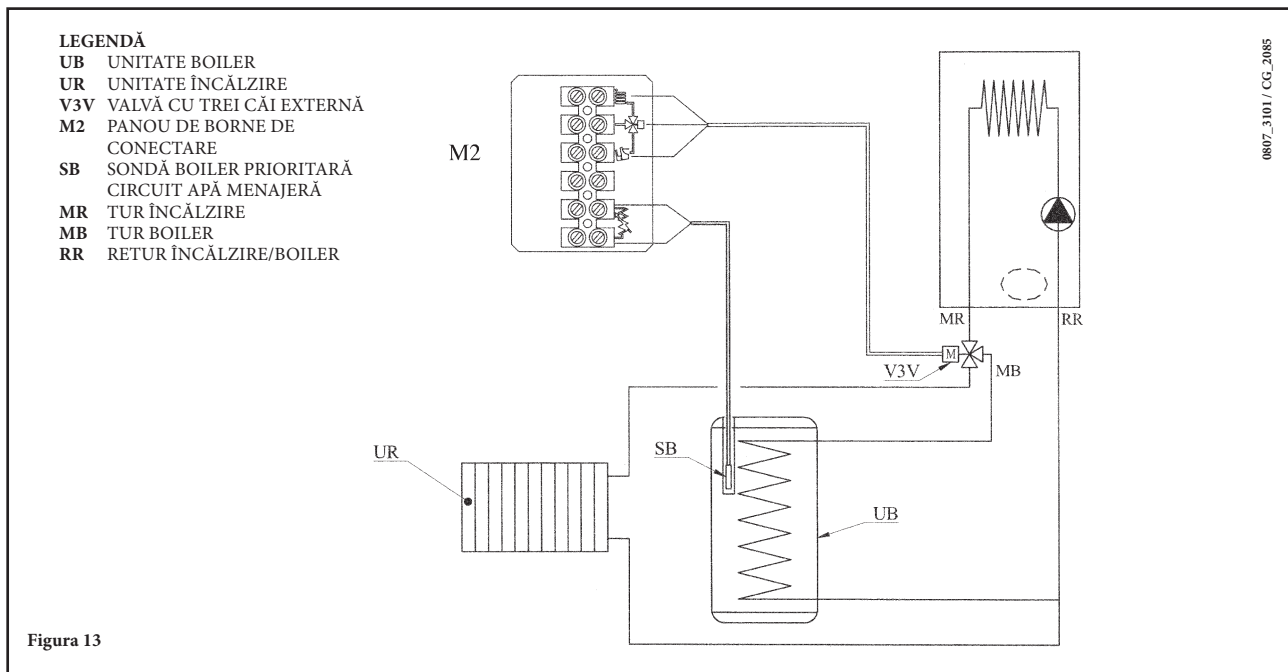 LEGENDĂ
UB UNITATE BOILER
UR UNITATE ÎNCĂLZIRE
V3V VALVĂ CU TREI CĂI EXTERNĂ
M2 PANOU DE BORNE DE
CONECTARE
SB SONDĂ BOILER PRIORITARĂ
CIRCUIT APĂ MENAJERĂ
MR TUR ÎNCĂLZIRE
MB TUR BOILER
RR RETUR ÎNCĂLZIRE/BOILER
M2
0807_3101 / CG_2085
MR
RR
M
V3V
MB
UR
SB
UB
Figura 13